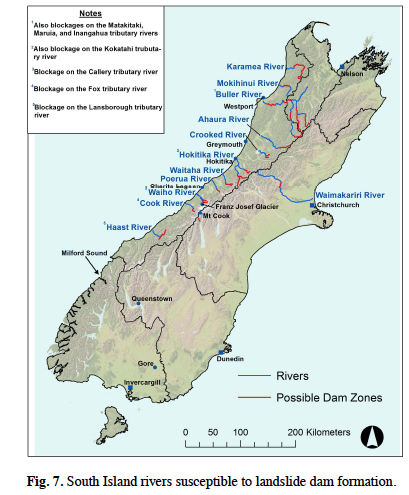 Notes
1Also blockages on the Matakitaki,
Maruia, and Inangahua tributary rivers
2Also blockage on the Kokatahi trubuta-
ry river
3Blockage on the Callery tributary river
4Blockage on the Fox tributary river
5Blockage on the Lansborough tributary
river
Karamea River
Nelson
Mokihinui River
1Buller River
Westport
Ahaura River
Crooked River
Greymouth
2Hokitika River
Hokitika
Waitaha River
Poerua River
3Waiho River
Waimakariri River
4Cook River
Franz Josef Glacier
Christchurch
Mt Cook
5Haast River
Milford Sound
Queenstown
Dunedin
Gore
Invercargill
Rivers
Possible Dam Zones
0 50 100 200 Kilometers
Fig. 7. South Island rivers susceptible to landslide dam formation.